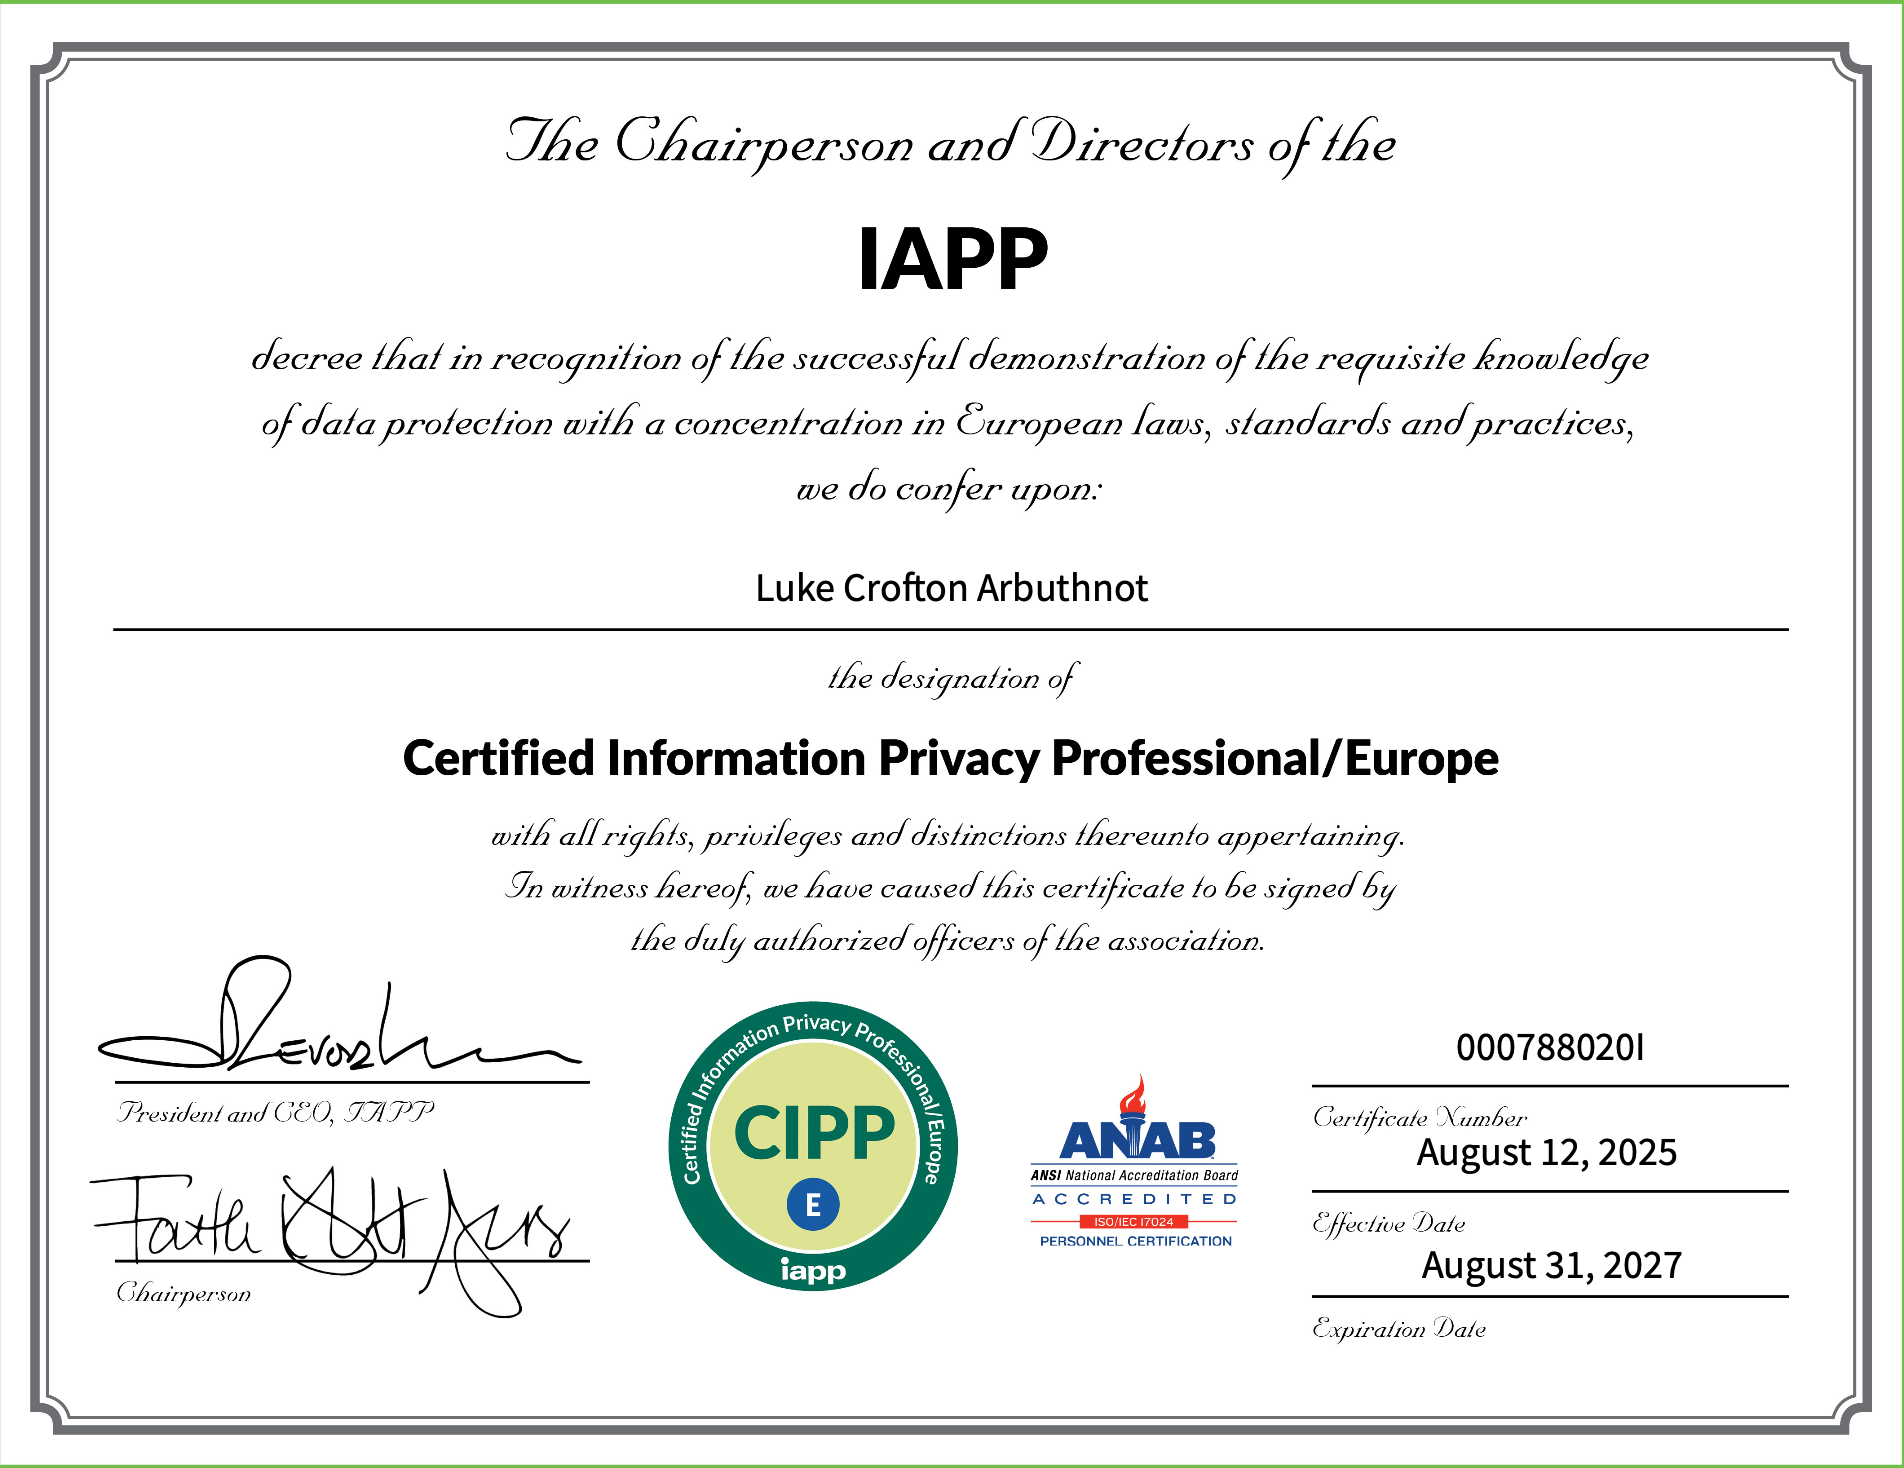 The Chairperson and Directors of the
IAPP
decree that in recognition of the successful demonstration of the requisite knowledge
of data protection with a concentration in European laws, standards and practices,
we do confer upon:
Luke Crofton Arbuthnot
the designation of
Certified Information Privacy Professional/Europe
with all rights, privileges and distinctions thereunto appertaining.
In witness hereof, we have caused this certificate to be signed by
the duly authorized officers of the association.
President and CEO, IAPP
Chairperson
Certified Information Privacy Professional/Europe
CIPP
E
iapp
ANAB
ANSI National Accreditation Board
ACCREDITED
ISO/IEC 17024
PERSONNEL CERTIFICATION
000788020I
Certificate Number
August 12, 2025
Effective Date
August 31, 2027
Expiration Date